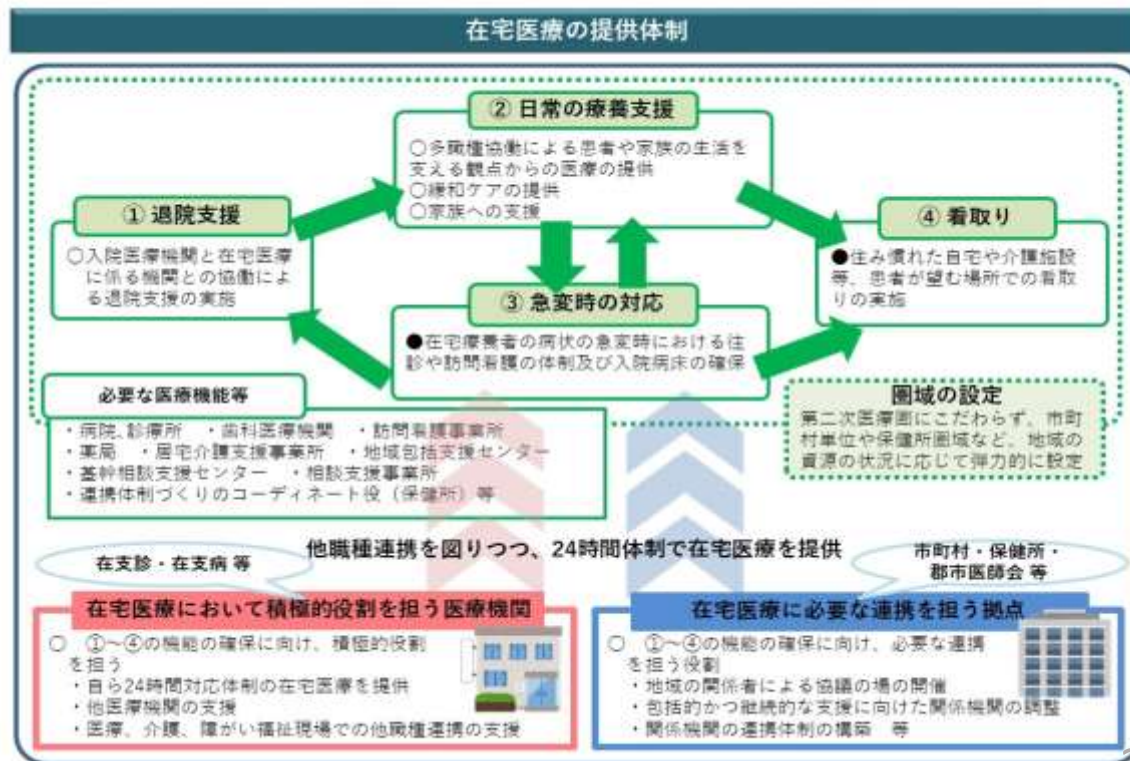 在宅医療の提供体制
② 日常の療養支援
○多職種協働による患者や家族の生活を
支える観点からの医療の提供
○緩和ケアの提供
○家族への支援
① 退院支援
○入院医療機関と在宅医療
に係る機関との協働によ
る退院支援の実施
④ 看取り
●住み慣れた自宅や介護施設
等、患者が望む場所での看取
りの実施
③ 急変時の対応
●在宅療養者の病状の急変時における往
診や訪問看護の体制及び入院病床の確保
必要な医療機能等
・病院、診療所 ・歯科医療機関 ・訪問看護事業所
・薬局 ・居宅介護支援事業所 ・地域包括支援センター
・基幹相談支援センター ・相談支援事業所
・連携体制づくりのコーディネート役（保健所）等
圏域の設定
第二次医療圏にこだわらず、市町
村単位や保健所圏域など、地域の
資源の状況に応じて弾力的に設定
他職種連携を図りつつ、24時間体制で在宅医療を提供
在支診・在支病 等
市町村・保健所・
郡市医師会 等
在宅医療において積極的役割を担う医療機関
○ ①～④の機能の確保に向け、積極的役割
を担う
・自ら24時間対応体制の在宅医療を提供
・他医療機関の支援
・医療、介護、障がい福祉現場での他職種連携の支援
在宅医療に必要な連携を担う拠点
○ ①～④の機能の確保に向け、必要な連携
を担う役割
・地域の関係者による協議の場の開催
・包括的かつ継続的な支援に向けた関係機関の調整
・関係機関の連携体制の構築 等